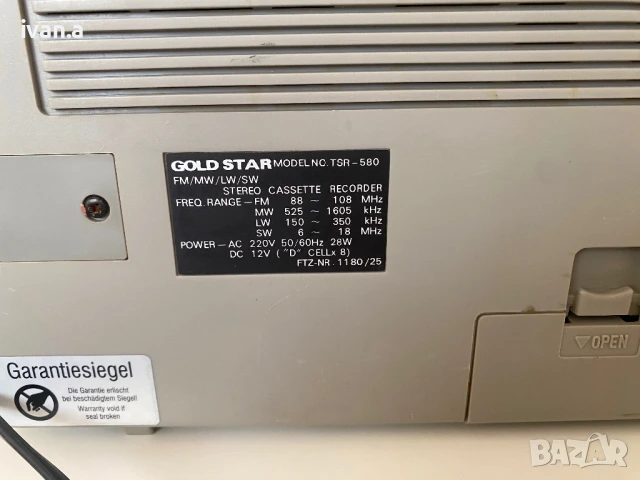 ivan.a
GOLD STAR MODEL NO. TSR-580
FM/MW/LW/SW
STEREO CASSETTE RECORDER
FREQ. RANGE-FM 88 ~ 108 MHz
MW 525 ~ 1605 kHz
LW 150 ~ 350 kHz
SW 6 ~ 18 MHz
POWER-AC 220V 50/60Hz 28W
DC 12V ("D" CELLx 8)
FTZ-NR. 1180/25
▽OPEN
Garantiesiegel
Die Garantie erlischt
bei beschädigtem Siegel!
Warranty void if
seal broken
BAZAR